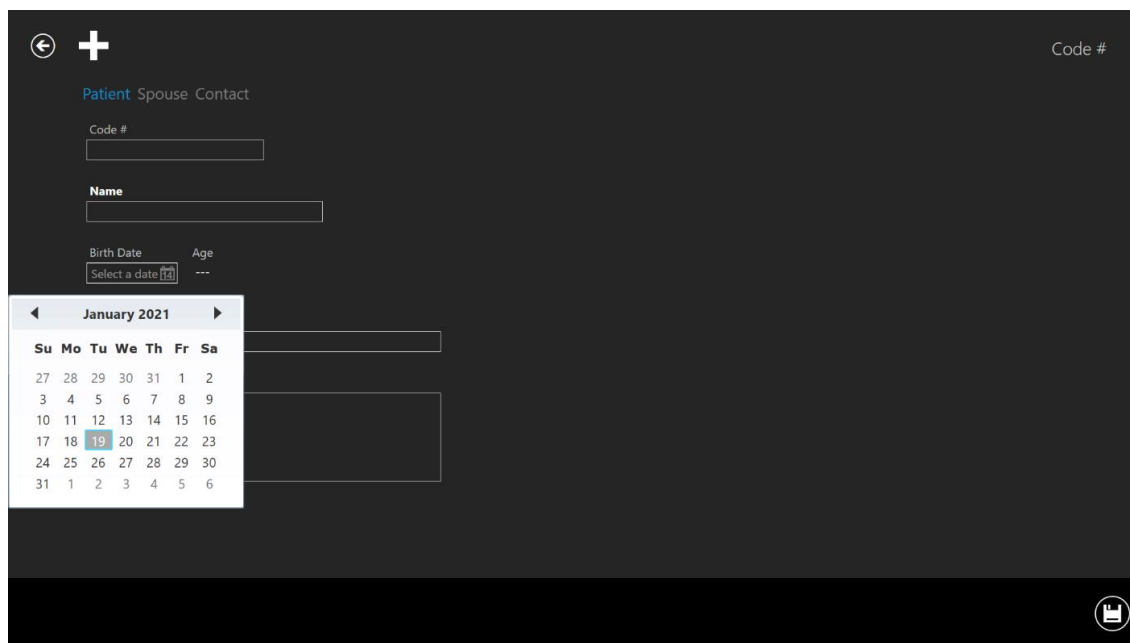 Code #
Patient Spouse Contact
Code #
Name
Birth Date Age
Select a date 14 ---
January 2021
Su Mo Tu We Th Fr Sa
27 28 29 30 31 1 2
3 4 5 6 7 8 9
10 11 12 13 14 15 16
17 18 19 20 21 22 23
24 25 26 27 28 29 30
31 1 2 3 4 5 6